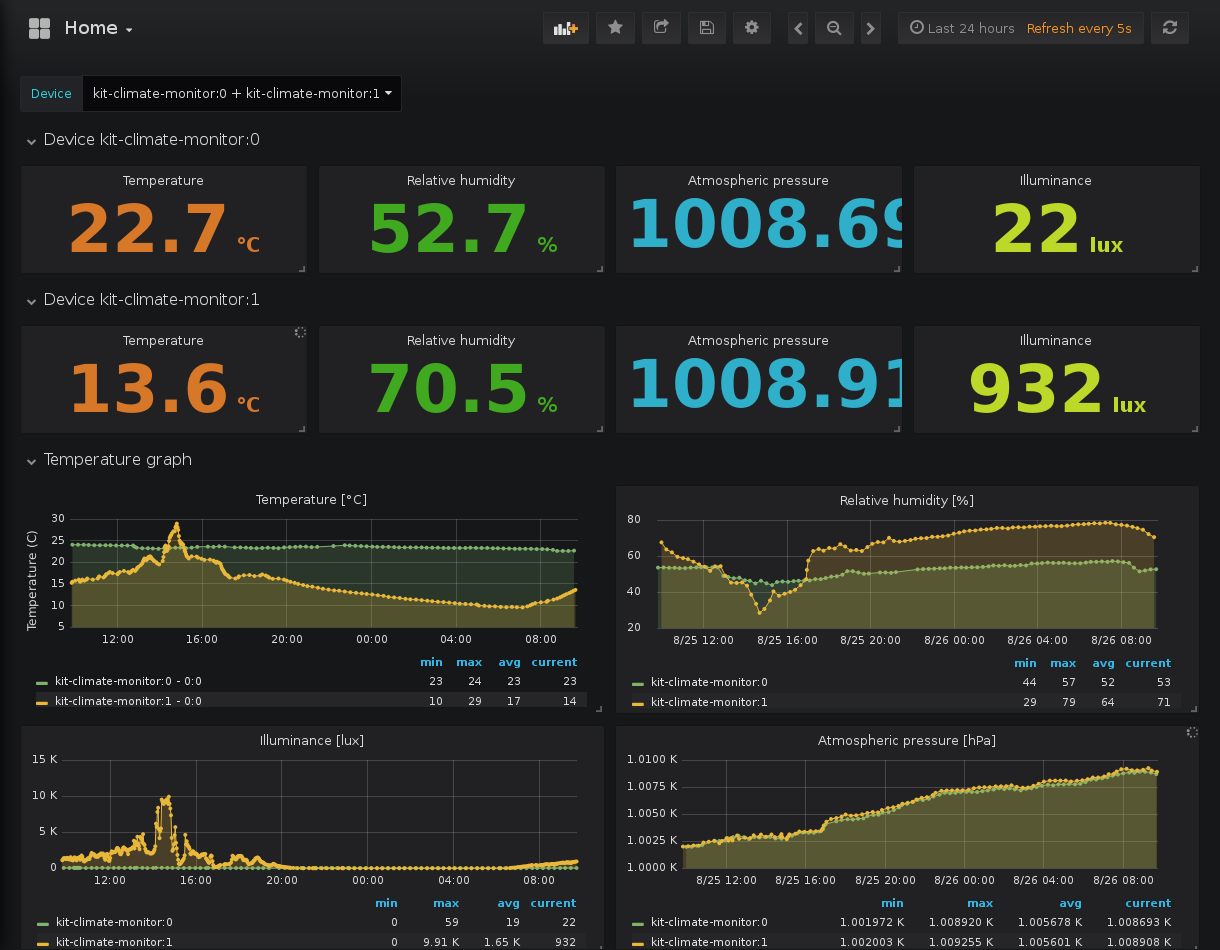 Home
Last 24 hours Refresh every 5s
Device kit-climate-monitor:0 + kit-climate-monitor:1
Device kit-climate-monitor:0
Temperature Relative humidity Atmospheric pressure Illuminance
22.7 °C 52.7 % 1008.69 22 lux
Device kit-climate-monitor:1
Temperature Relative humidity Atmospheric pressure Illuminance
13.6 °C 70.5 % 1008.91 932 lux
Temperature graph
Temperature [°C]
Temperature (C)
30
25
20
15
10
5
12:00 16:00 20:00 00:00 04:00 08:00
min max avg current
kit-climate-monitor:0 - 0:0 23 24 23 23
kit-climate-monitor:1 - 0:0 10 29 17 14
Relative humidity [%]
80
60
40
20
8/25 12:00 8/25 16:00 8/25 20:00 8/26 00:00 8/26 04:00 8/26 08:00
min max avg current
kit-climate-monitor:0 44 57 52 53
kit-climate-monitor:1 29 79 64 71
Illuminance [lux]
15 K
10 K
5 K
0
12:00 16:00 20:00 00:00 04:00 08:00
min max avg current
kit-climate-monitor:0 0 59 19 22
kit-climate-monitor:1 0 9.91 K 1.65 K 932
Atmospheric pressure [hPa]
1.0100 K
1.0075 K
1.0050 K
1.0025 K
1.0000 K
8/25 12:00 8/25 16:00 8/25 20:00 8/26 00:00 8/26 04:00 8/26 08:00
min max avg current
kit-climate-monitor:0 1.001972 K 1.008920 K 1.005678 K 1.008693 K
kit-climate-monitor:1 1.002003 K 1.009255 K 1.005601 K 1.008908 K